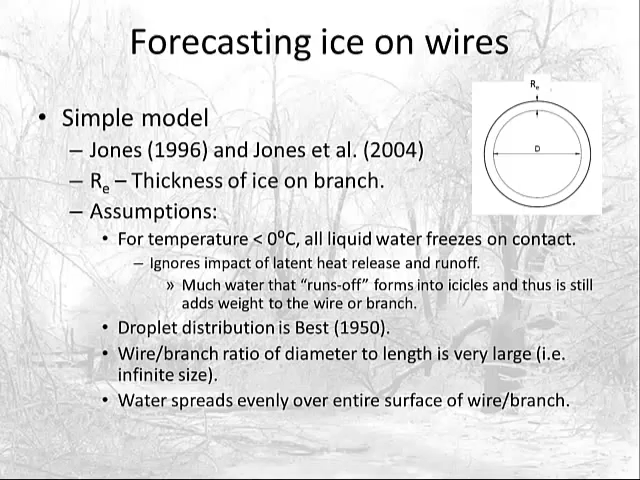 Forecasting ice on wires
• Simple model
– Jones (1996) and Jones et al. (2004)
– Re – Thickness of ice on branch.
– Assumptions:
• For temperature < 0⁰C, all liquid water freezes on contact.
– Ignores impact of latent heat release and runoff.
» Much water that “runs-off” forms into icicles and thus is still
adds weight to the wire or branch.
• Droplet distribution is Best (1950).
• Wire/branch ratio of diameter to length is very large (i.e.
infinite size).
• Water spreads evenly over entire surface of wire/branch.
Re
D